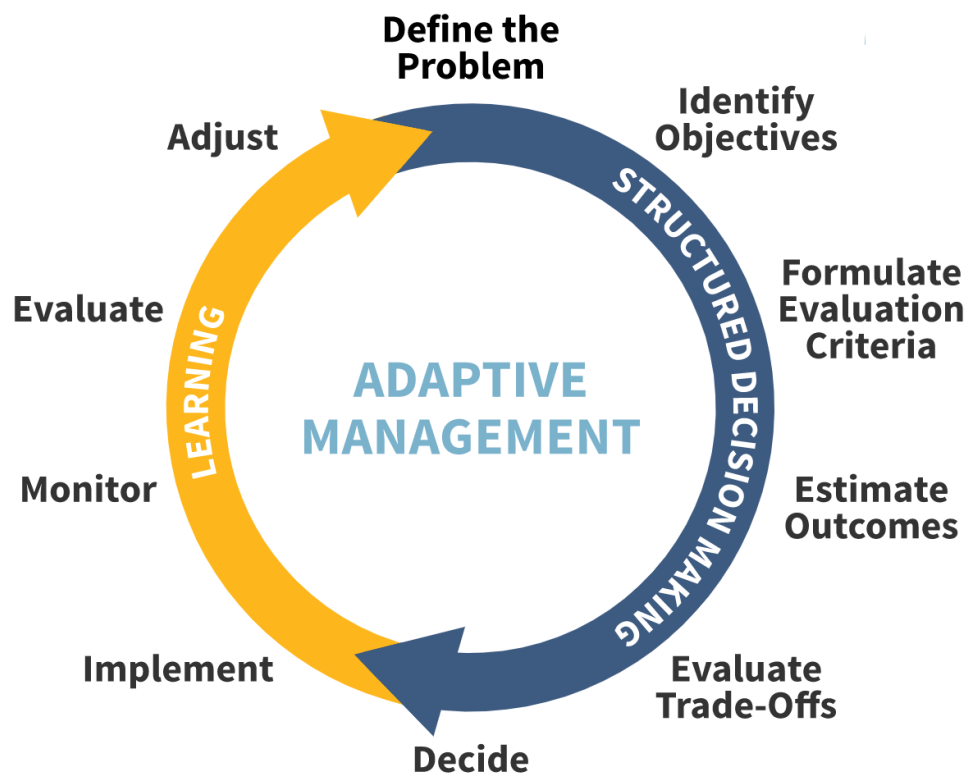 Define the
Problem
Identify
Objectives
Formulate
Evaluation
Criteria
Estimate
Outcomes
Evaluate
Trade-Offs
Decide
Implement
Monitor
Evaluate
Adjust
STRUCTURED DECISION MAKING
LEARNING
ADAPTIVE
MANAGEMENT